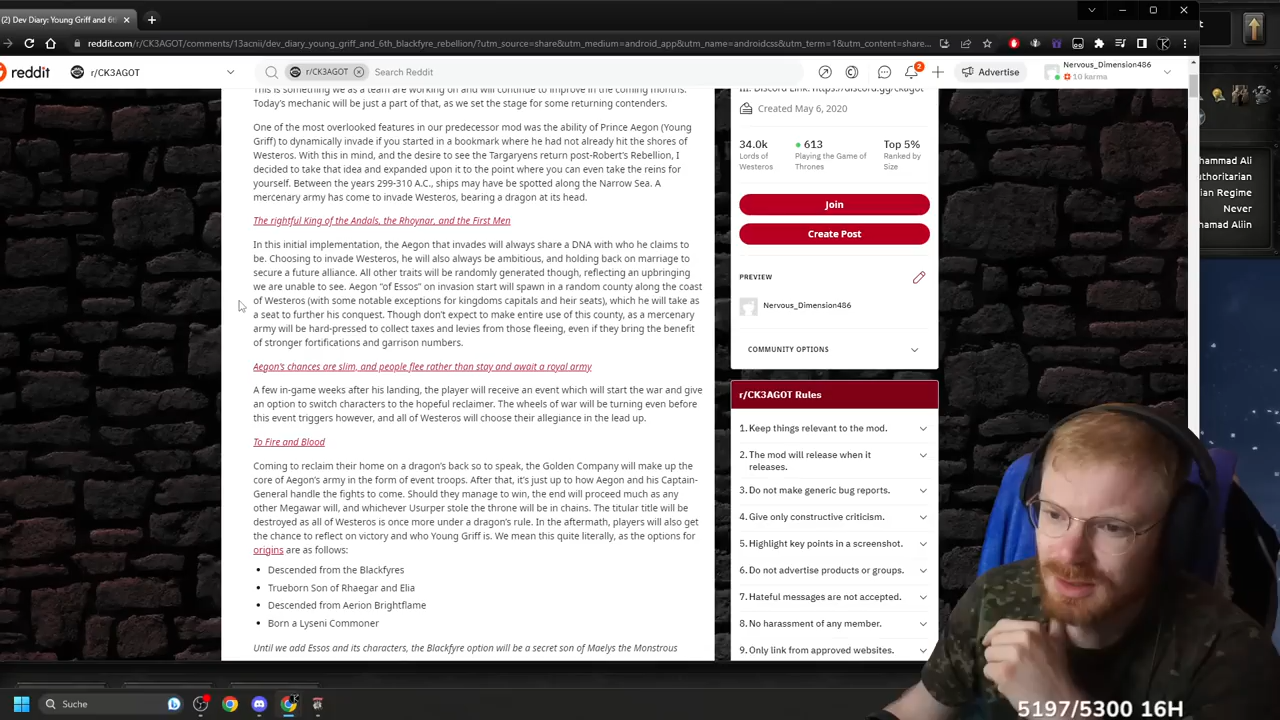 (2) Dev Diary: Young Griff and 6th
reddit.com/r/CK3AGOT/comments/13acnii/dev_diary_young_griff_and_6th_blackfyre_rebellion/?utm_source=share&utm_medium=android_app&utm_name=androidcss&utm_term=1&utm_content=share...
reddit
r/CK3AGOT
r/CK3AGOT
Search Reddit
2
Advertise
Nervous_Dimension486
10 karma
This is something we as a team are working on and will continue to improve in the coming months.
Today's mechanic will be just a part of that, as we set the stage for some returning contenders.
One of the most overlooked features in our predecessor mod was the ability of Prince Aegon (Young
Griff) to dynamically invade if you started in a bookmark where he had not already hit the shores of
Westeros. With this in mind, and the desire to see the Targaryens return post-Robert's Rebellion, I
decided to take that idea and expanded upon it to the point where you can even take the reins for
yourself. Between the years 299-310 A.C., ships may be spotted along the Narrow Sea. A
mercenary army has come to invade Westeros, bearing a dragon at its head.
The rightful King of the Andals, the Rhoynar, and the First Men
In this initial implementation, the Aegon that invades will always share a DNA with who he claims to
be. Choosing to invade Westeros, he will also always be ambitious, and holding back on marriage to
secure a future alliance. All other traits will be randomly generated though, reflecting an upbringing
we are unable to see. Aegon "of Essos" on invasion start will spawn in a random county along the coast
of Westeros (with some notable exceptions for kingdoms capitals and heir seats), which he will take as
a seat to further his conquest. Though don't expect to make entire use of this county, as a mercenary
army will be hard-pressed to collect taxes and levies from those fleeing, even if they bring the benefit
of stronger fortifications and garrison numbers.
Aegon's chances are slim, and people flee rather than stay and await a royal army
A few in-game weeks after his landing, the player will receive an event which will start the war and give
an option to switch characters to the hopeful reclaimer. The wheels of war will be turning even before
this event triggers however, and all of Westeros will choose their allegiance in the lead up.
To Fire and Blood
Coming to reclaim their home on a dragon's back so to speak, the Golden Company will make up the
core of Aegon's army in the form of event troops. After that, it's just up to how Aegon and his Captain-
General handle the fights to come. Should they manage to win, the end will proceed much as any
other Megawar will, and whichever Usurper stole the throne will be in chains. The titular title will be
destroyed as all of Westeros is once more under a dragon's rule. In the aftermath, players will also get
the chance to reflect on victory and who Young Griff is. We mean this quite literally, as the options for
origins are as follows:
• Descended from the Blackfyres
• Trueborn Son of Rhaegar and Elia
• Descended from Aerion Brightflame
• Born a Lyseni Commoner
Until we add Essos and its characters, the Blackfyre option will be a secret son of Maelys the Monstrous
Created May 6, 2020
34.0k
Lords of
Westeros
613
Playing the Game of
Thrones
Top 5%
Ranked by
Size
Join
Create Post
PREVIEW
Nervous_Dimension486
COMMUNITY OPTIONS
r/CK3AGOT Rules
1. Keep things relevant to the mod.
2. The mod will release when it
releases.
3. Do not make generic bug reports.
4. Give only constructive criticism.
5. Highlight key points in a screenshot.
6. Do not advertise products or groups.
7. Hateful messages are not accepted.
8. No harassment of any member.
9. Only link from approved websites.
hammad Ali
uthoritarian
ian Regime
Never
hamad Aliin
Suche
5197/5300 16H